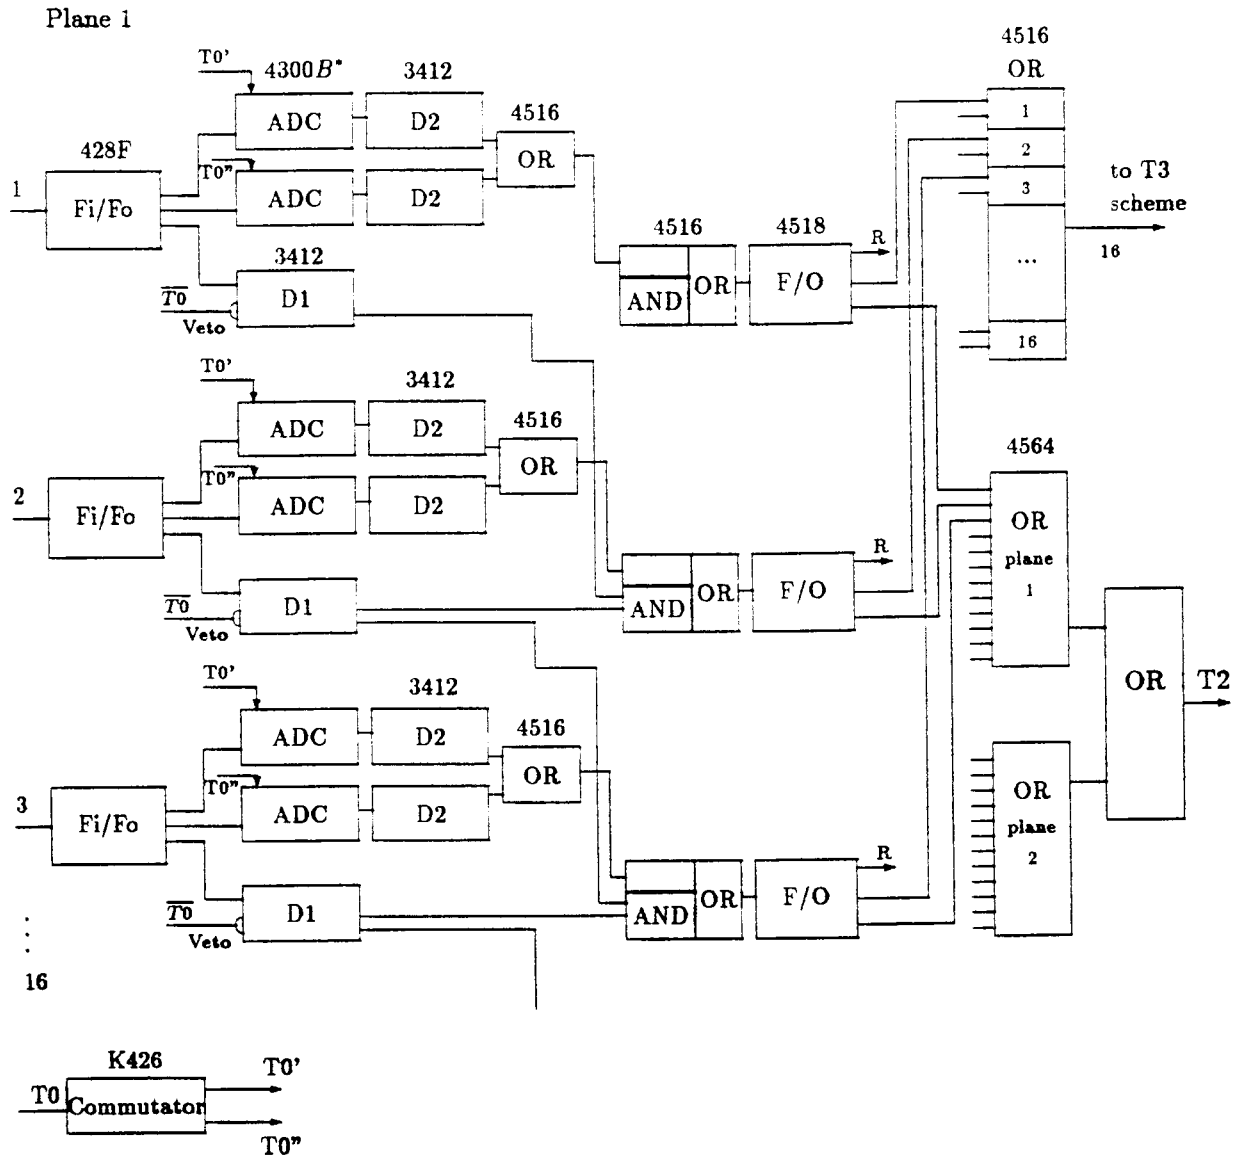 Plane 1
T0'
4300B*
3412
4516
OR
ADC
D2
4516
OR
428F
T0"
1
Fi/Fo
ADC
D2
3412
D1
T0
Veto
4516
AND
OR
4518
F/O
R
1
2
3
...
16
to T3
scheme
16
T0'
3412
4516
ADC
D2
OR
T0"
2
Fi/Fo
ADC
D2
D1
T0
Veto
AND
OR
F/O
R
4564
OR
plane
1
T0'
3412
4516
ADC
D2
OR
T0"
3
Fi/Fo
ADC
D2
D1
T0
Veto
AND
OR
F/O
R
OR
plane
2
OR
T2
.
.
.
16
K426
T0
Commutator
T0'
T0"